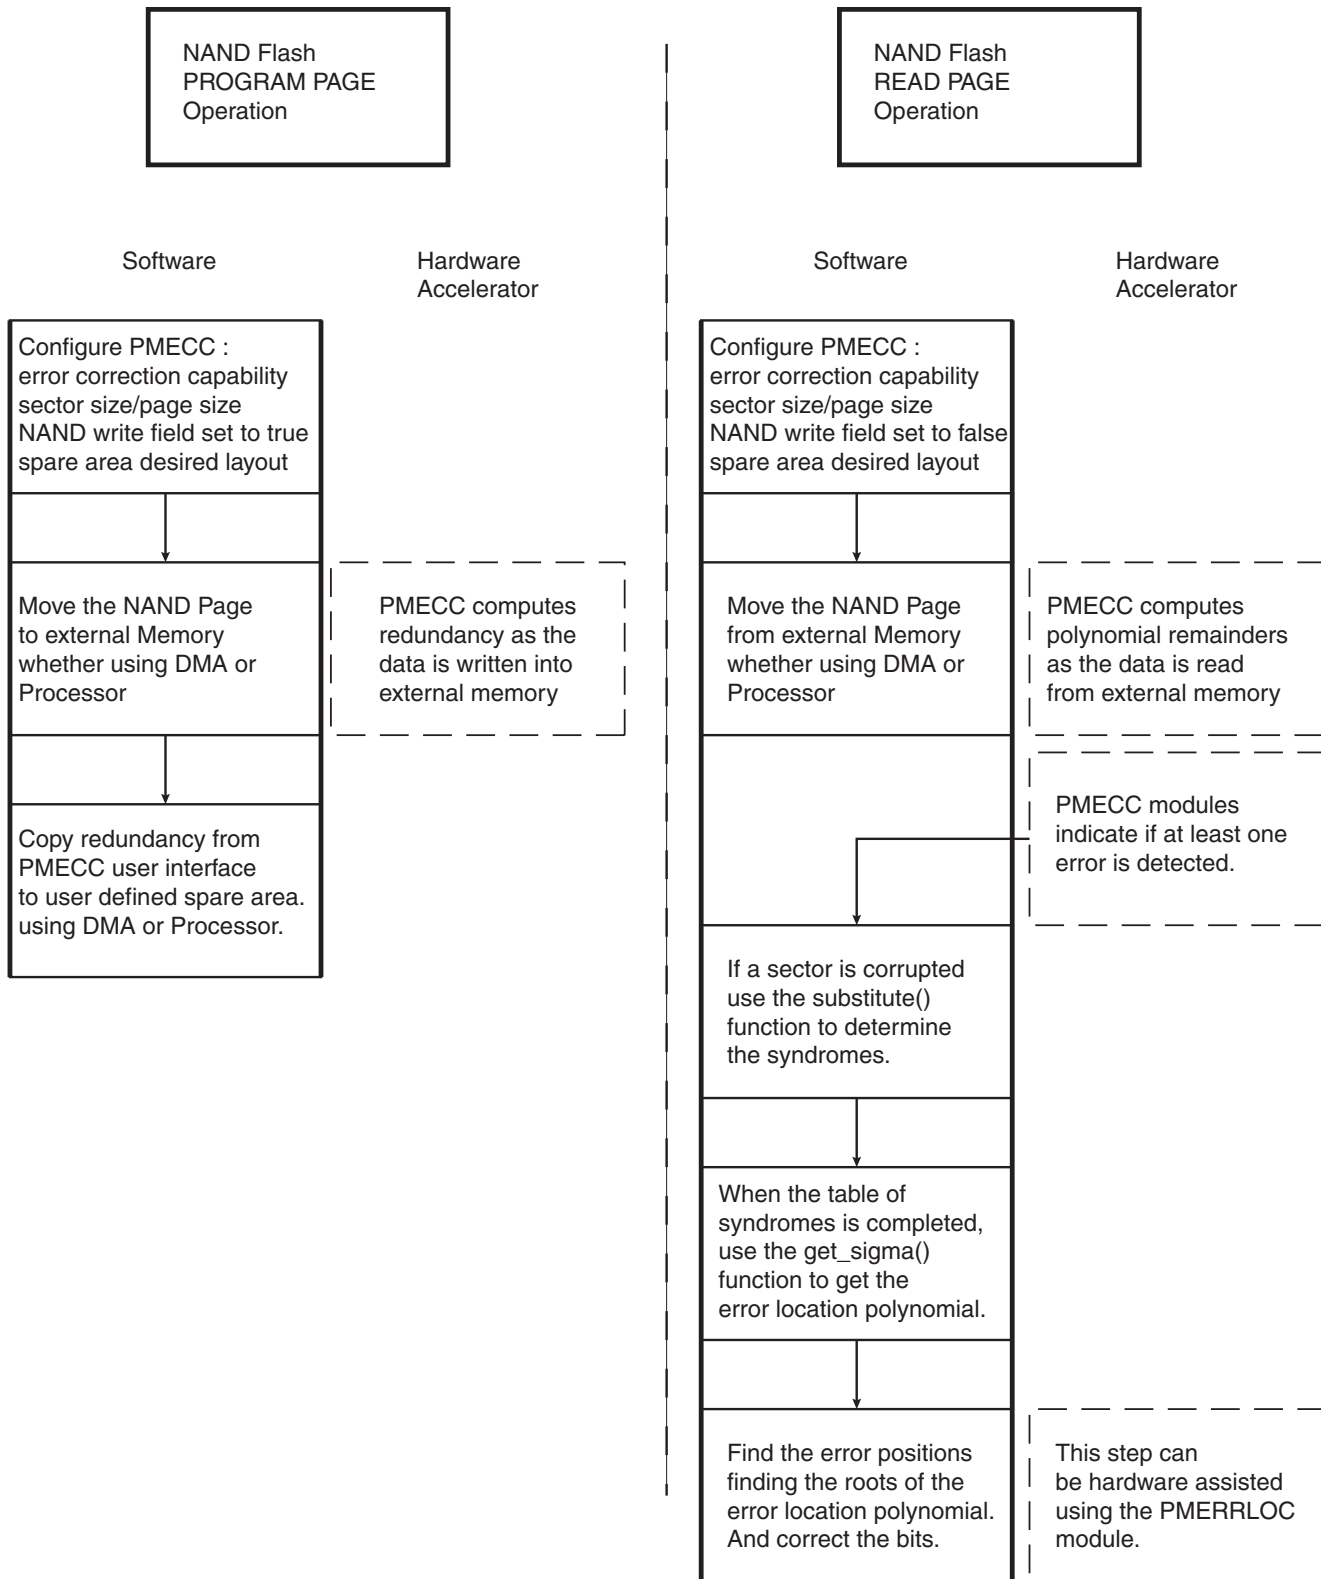 NAND Flash
PROGRAM PAGE
Operation
NAND Flash
READ PAGE
Operation
Software
Hardware
Accelerator
Software
Hardware
Accelerator
Configure PMECC :
error correction capability
sector size/page size
NAND write field set to true
spare area desired layout
Configure PMECC :
error correction capability
sector size/page size
NAND write field set to false
spare area desired layout
Move the NAND Page
to external Memory
whether using DMA or
Processor
PMECC computes
redundancy as the
data is written into
external memory
Move the NAND Page
from external Memory
whether using DMA or
Processor
PMECC computes
polynomial remainders
as the data is read
from external memory
Copy redundancy from
PMECC user interface
to user defined spare area.
using DMA or Processor.
PMECC modules
indicate if at least one
error is detected.
If a sector is corrupted
use the substitute()
function to determine
the syndromes.
When the table of
syndromes is completed,
use the get_sigma()
function to get the
error location polynomial.
Find the error positions
finding the roots of the
error location polynomial.
And correct the bits.
This step can
be hardware assisted
using the PMERRLOC
module.